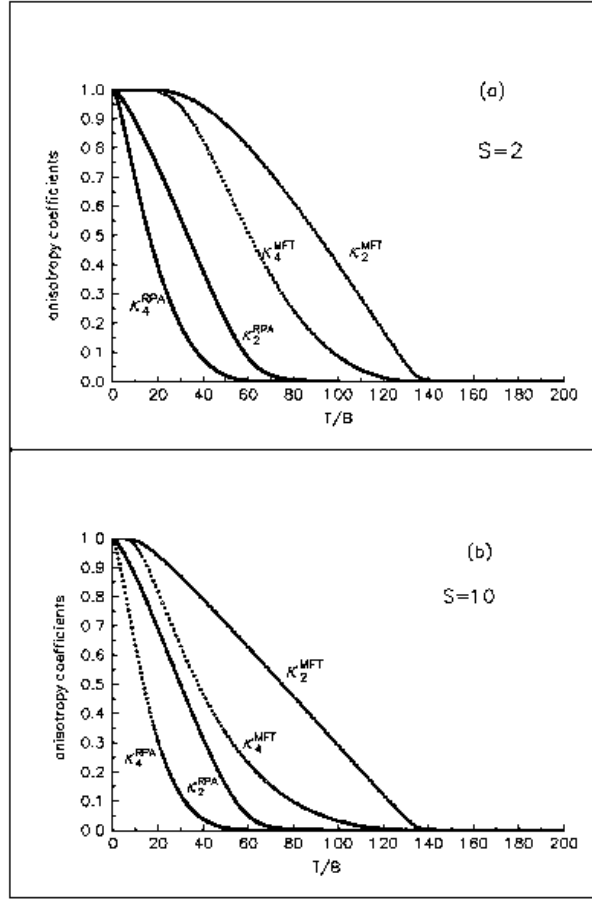 (a)
S=2
1.0
0.9
0.8
0.7
0.6
0.5
0.4
0.3
0.2
0.1
0.0
anisotropy coefficients
K₄ᴿᴾᴬ
K₂ᴿᴾᴬ
K₄ᴹᶠᵀ
K₂ᴹᶠᵀ
0 20 40 60 80 100 120 140 160 180 200
T/B
(b)
S=10
1.0
0.9
0.8
0.7
0.6
0.5
0.4
0.3
0.2
0.1
0.0
anisotropy coefficients
K₄ᴿᴾᴬ
K₂ᴿᴾᴬ
K₄ᴹᶠᵀ
K₂ᴹᶠᵀ
0 20 40 60 80 100 120 140 160 180 200
T/B